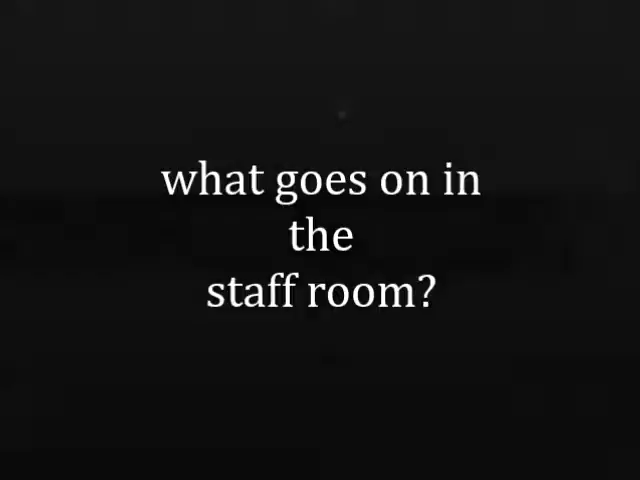 what goes on in
the
staff room?